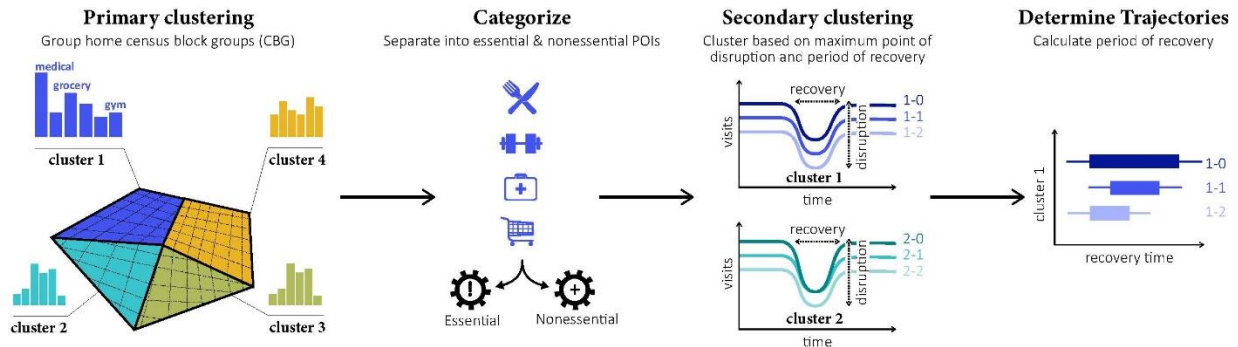 Primary clustering
Group home census block groups (CBG)
medical
grocery
gym
cluster 1
cluster 4
cluster 2
cluster 3
Categorize
Separate into essential & nonessential POIs
Essential
Nonessential
Secondary clustering
Cluster based on maximum point of
disruption and period of recovery
visits
recovery
disruption
1-0
1-1
1-2
cluster 1
time
visits
recovery
disruption
2-0
2-1
2-2
cluster 2
time
Determine Trajectories
Calculate period of recovery
cluster 1
1-0
1-1
1-2
recovery time